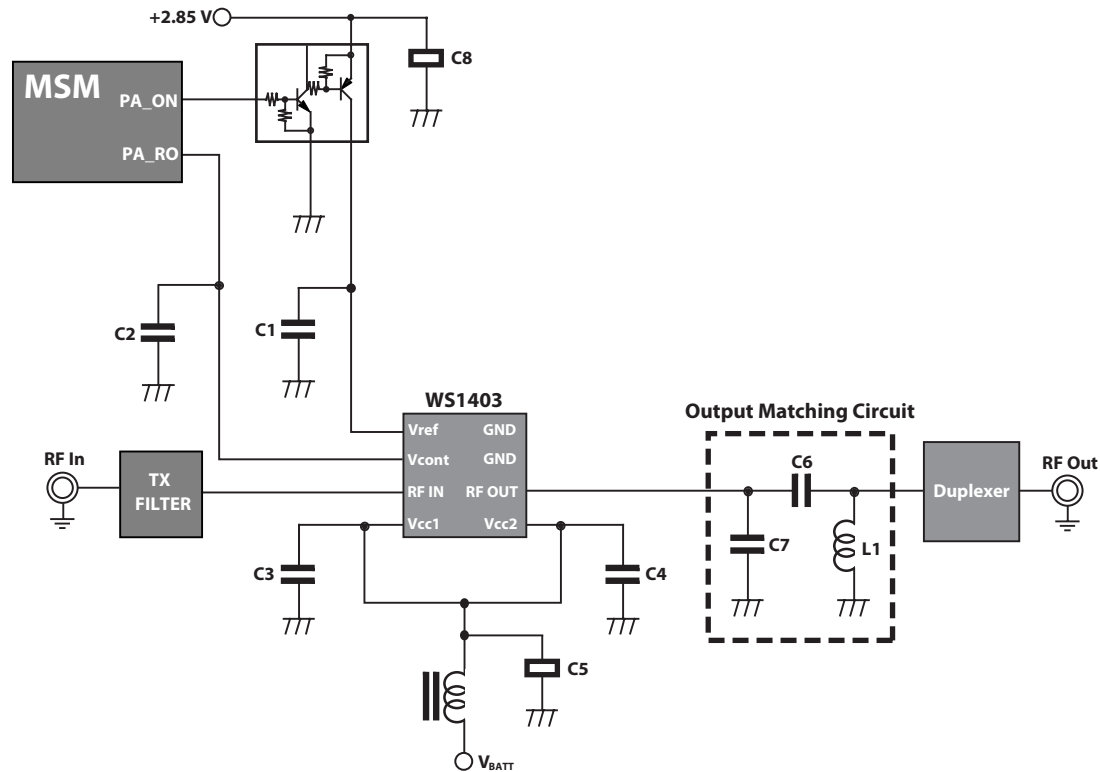 +2.85 V
C8
MSM
PA_ON
PA_RO
C2
C1
WS1403
Vref GND
Vcont GND
RF IN RF OUT
Vcc1 Vcc2
RF In
TX
FILTER
Output Matching Circuit
C6
C7
L1
Duplexer
RF Out
C3
C4
C5
VBATT